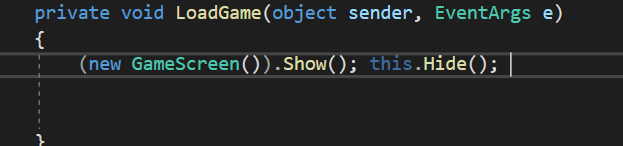 private void LoadGame(object sender, EventArgs e)
{
(new GameScreen()).Show(); this.Hide();
}